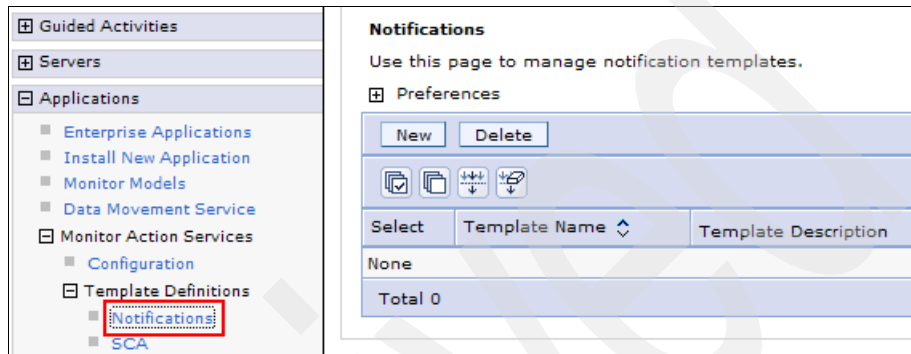 Guided Activities
Servers
Applications
Enterprise Applications
Install New Application
Monitor Models
Data Movement Service
Monitor Action Services
Configuration
Template Definitions
Notifications
SCA
Notifications
Use this page to manage notification templates.
Preferences
New Delete
Select Template Name Template Description
None
Total 0